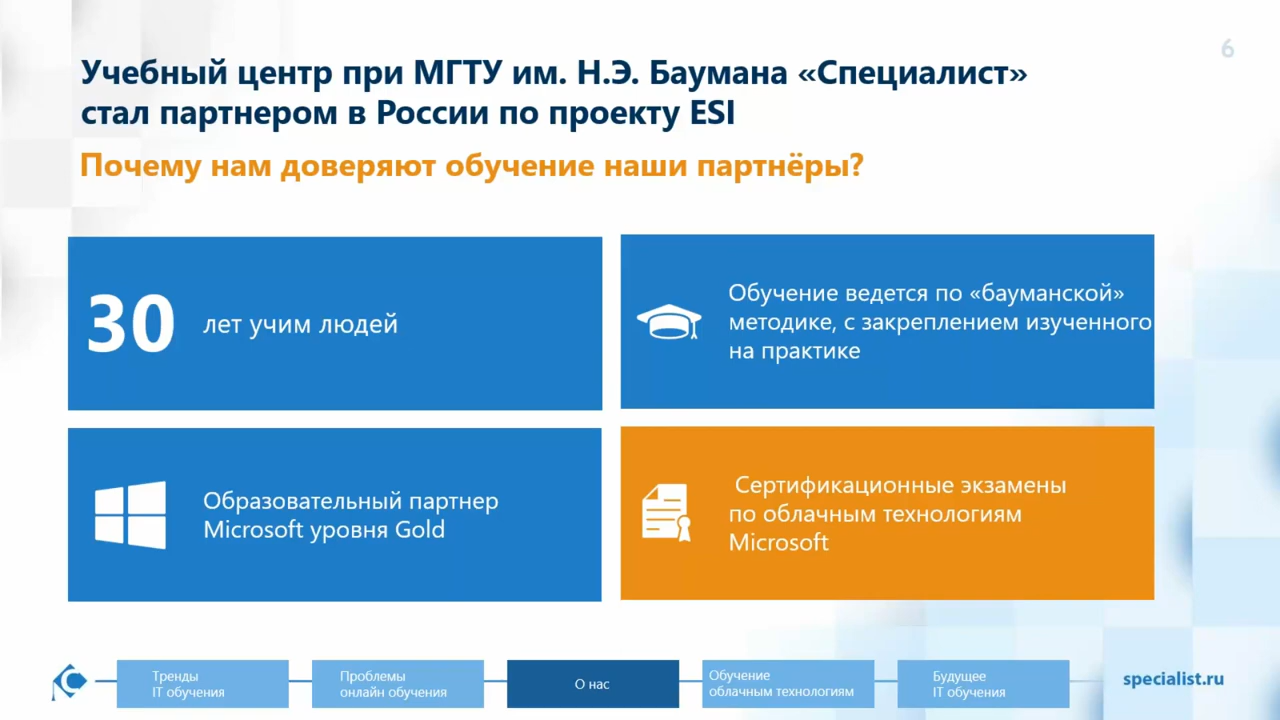 6
Учебный центр при МГТУ им. Н.Э. Баумана «Специалист»
стал партнером в России по проекту ESI
Почему нам доверяют обучение наши партнёры?
30 лет учим людей
Обучение ведется по «бауманской»
методике, с закреплением изученного
на практике
Образовательный партнер
Microsoft уровня Gold
Сертификационные экзамены
по облачным технологиям
Microsoft
Тренды
IT обучения
Проблемы
онлайн обучения
О нас
Обучение
облачным технологиям
Будущее
IT обучения
specialist.ru